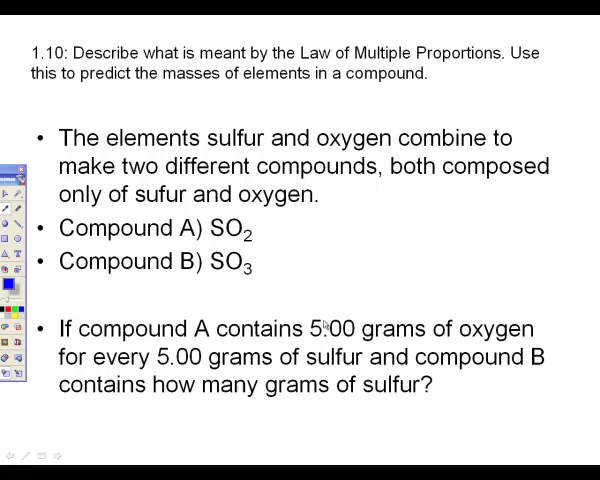 1.10: Describe what is meant by the Law of Multiple Proportions. Use
this to predict the masses of elements in a compound.
• The elements sulfur and oxygen combine to
make two different compounds, both composed
only of sufur and oxygen.
• Compound A) SO₂
• Compound B) SO₃
• If compound A contains 5.00 grams of oxygen
for every 5.00 grams of sulfur and compound B
contains how many grams of sulfur?